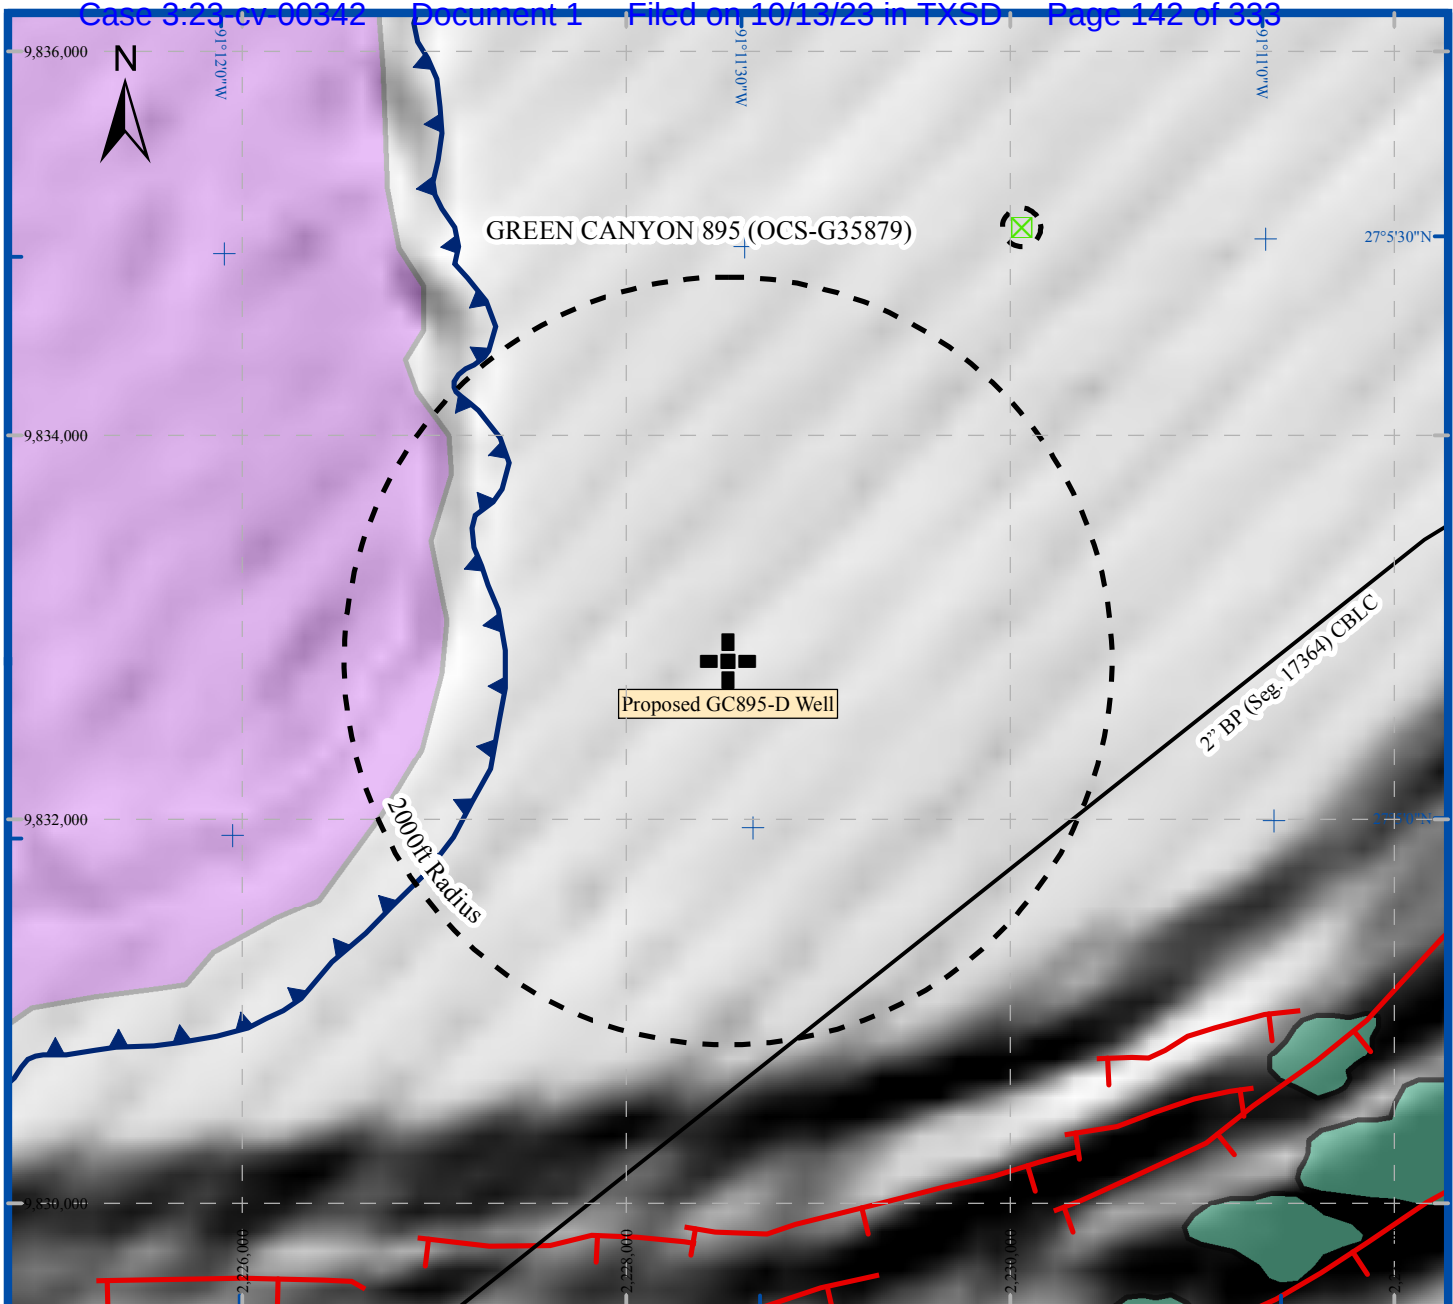 Case 3:23-cv-00342 Document 1 Filed on 10/13/23 in TXSD Page 142 of 333
9,836,000
91°12'0"W
91°11'30"W
91°11'0"W
N
GREEN CANYON 895 (OCS-G35879)
27°5'30"N
9,834,000
2” BP (Seg. 17364) CBLC
Proposed GC895-D Well
2000ft Radius
9,832,000
9,830,000
2,226,000
2,228,000
2,230,000